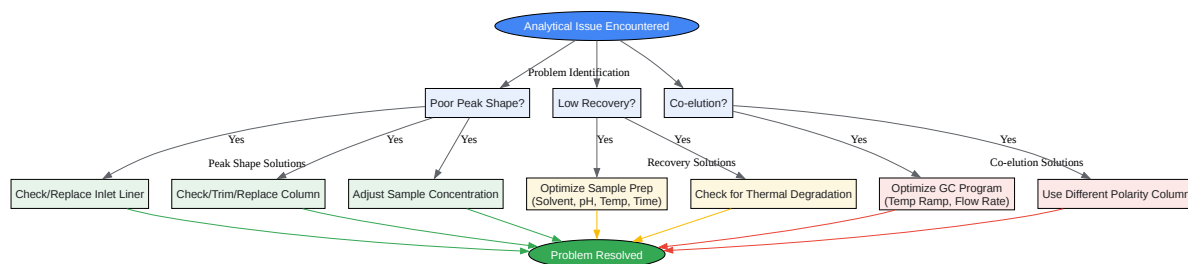 Analytical Issue Encountered
Problem Identification
Poor Peak Shape?
Low Recovery?
Co-elution?
Yes
Yes
Yes
Yes
Yes
Yes
Yes
Peak Shape Solutions
Recovery Solutions
Co-elution Solutions
Check/Replace Inlet Liner
Check/Trim/Replace Column
Adjust Sample Concentration
Optimize Sample Prep
(Solvent, pH, Temp, Time)
Check for Thermal Degradation
Optimize GC Program
(Temp Ramp, Flow Rate)
Use Different Polarity Column
Problem Resolved